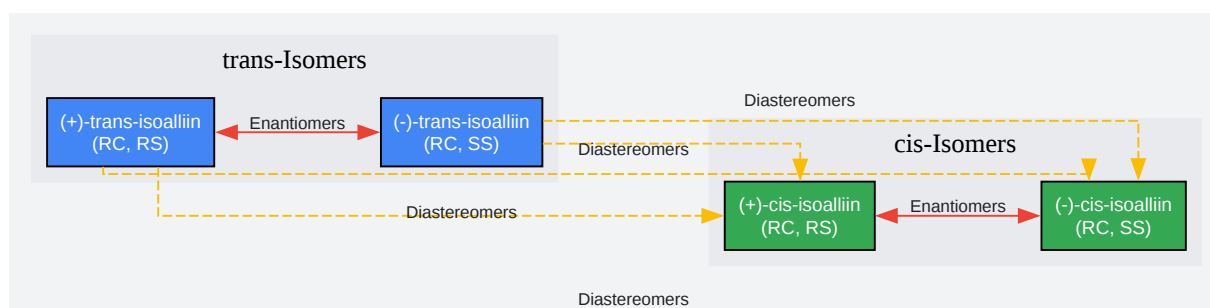 trans-Isomers
(+)-trans-isoalliin
(RC, RS)
Enantiomers
(-)-trans-isoalliin
(RC, SS)
Diastereomers
Diastereomers
cis-Isomers
Diastereomers
(+)-cis-isoalliin
(RC, RS)
Enantiomers
(-)-cis-isoalliin
(RC, SS)
Diastereomers